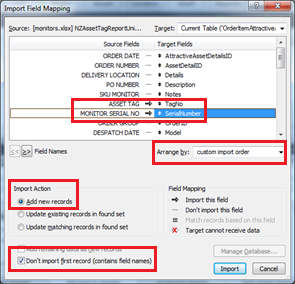 Import Field Mapping
Source: [monitors.xlsx] NZAssetTagReportUni... Target: Current Table ("OrderItemAttractive
Source Fields Target Fields
ORDER DATE AttractiveAssetDetailsID
ORDER NUMBER AssetDetailID
DELIVERY LOCATION Details
PO NUMBER Description
SKU MONITOR Notes
ASSET TAG TagNo
MONITOR SERIAL NO SerialNumber
ORDER GROUP OrderID
DESPATCH DATE Model
<< >> Field Names Arrange by: custom import order
Import Action
Add new records
Update existing records in found set
Update matching records in found set
Add remaining data as new records
Don't import first record (contains field names)
Field Mapping
Import this field
Don't import this field
Match records based on this field
Target cannot receive data
Manage Database...
Import Cancel